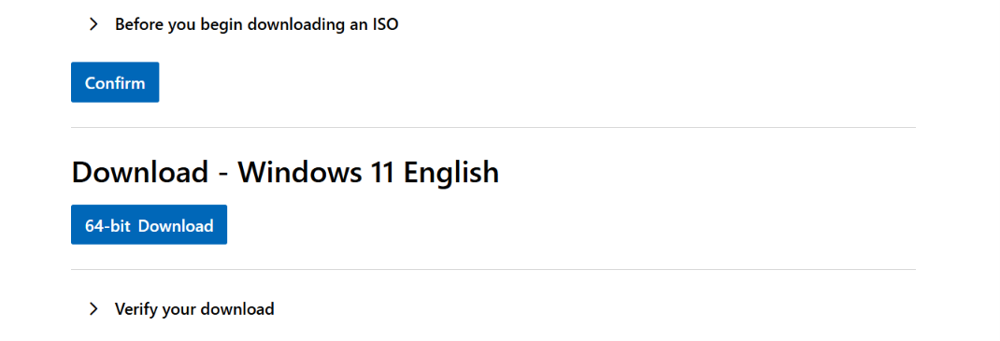 Before you begin downloading an ISO
Confirm
Download - Windows 11 English
64-bit Download
Verify your download